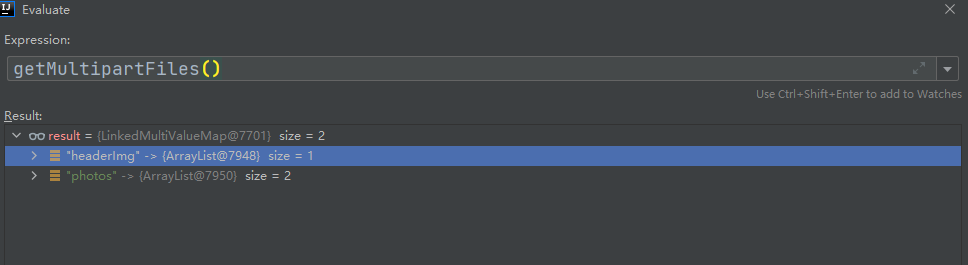 IJ Evaluate
Expression:
getMultipartFiles()
Use Ctrl+Shift+Enter to add to Watches
Result:
result = {LinkedMultiValueMap@7701} size = 2
"headerImg" -> {ArrayList@7948} size = 1
"photos" -> {ArrayList@7950} size = 2